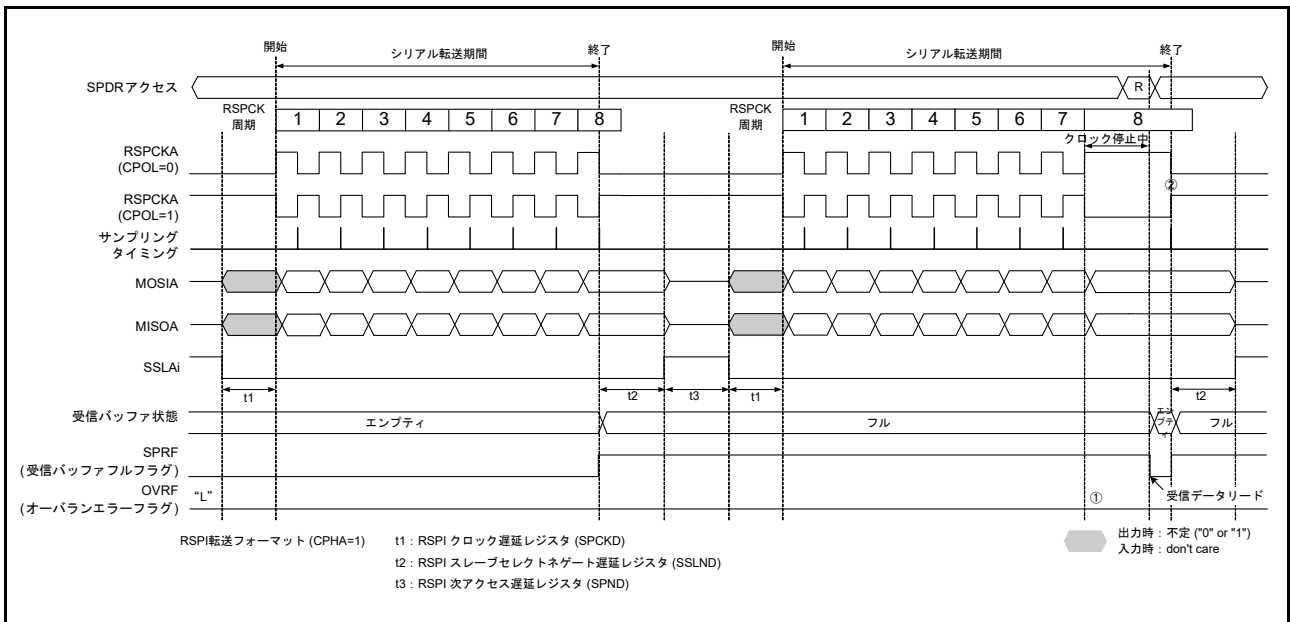 開始 シリアル転送期間 終了 開始 シリアル転送期間 終了
SPDRアクセス R
RSPCK
周期
1 2 3 4 5 6 7 8
RSPCK
周期
1 2 3 4 5 6 7 8
クロック停止中
RSPCKA
(CPOL=0)
②
RSPCKA
(CPOL=1)
サンプリング
タイミング
MOSIA
MISOA
SSLAi
t1 t2 t3 t1 t2
受信バッファ状態 エンプティ フル エンプティ フル
SPRF
(受信バッファフルフラグ)
OVRF
(オーバランエラーフラグ)
“L” ① 受信データリード
RSPI転送フォーマット (CPHA=1)
t1：RSPI クロック遅延レジスタ (SPCKD)
t2：RSPI スレーブセレクトネゲート遅延レジスタ (SSLND)
t3：RSPI 次アクセス遅延レジスタ (SPND)
出力時：不定 ("0" or "1")
入力時：don't care